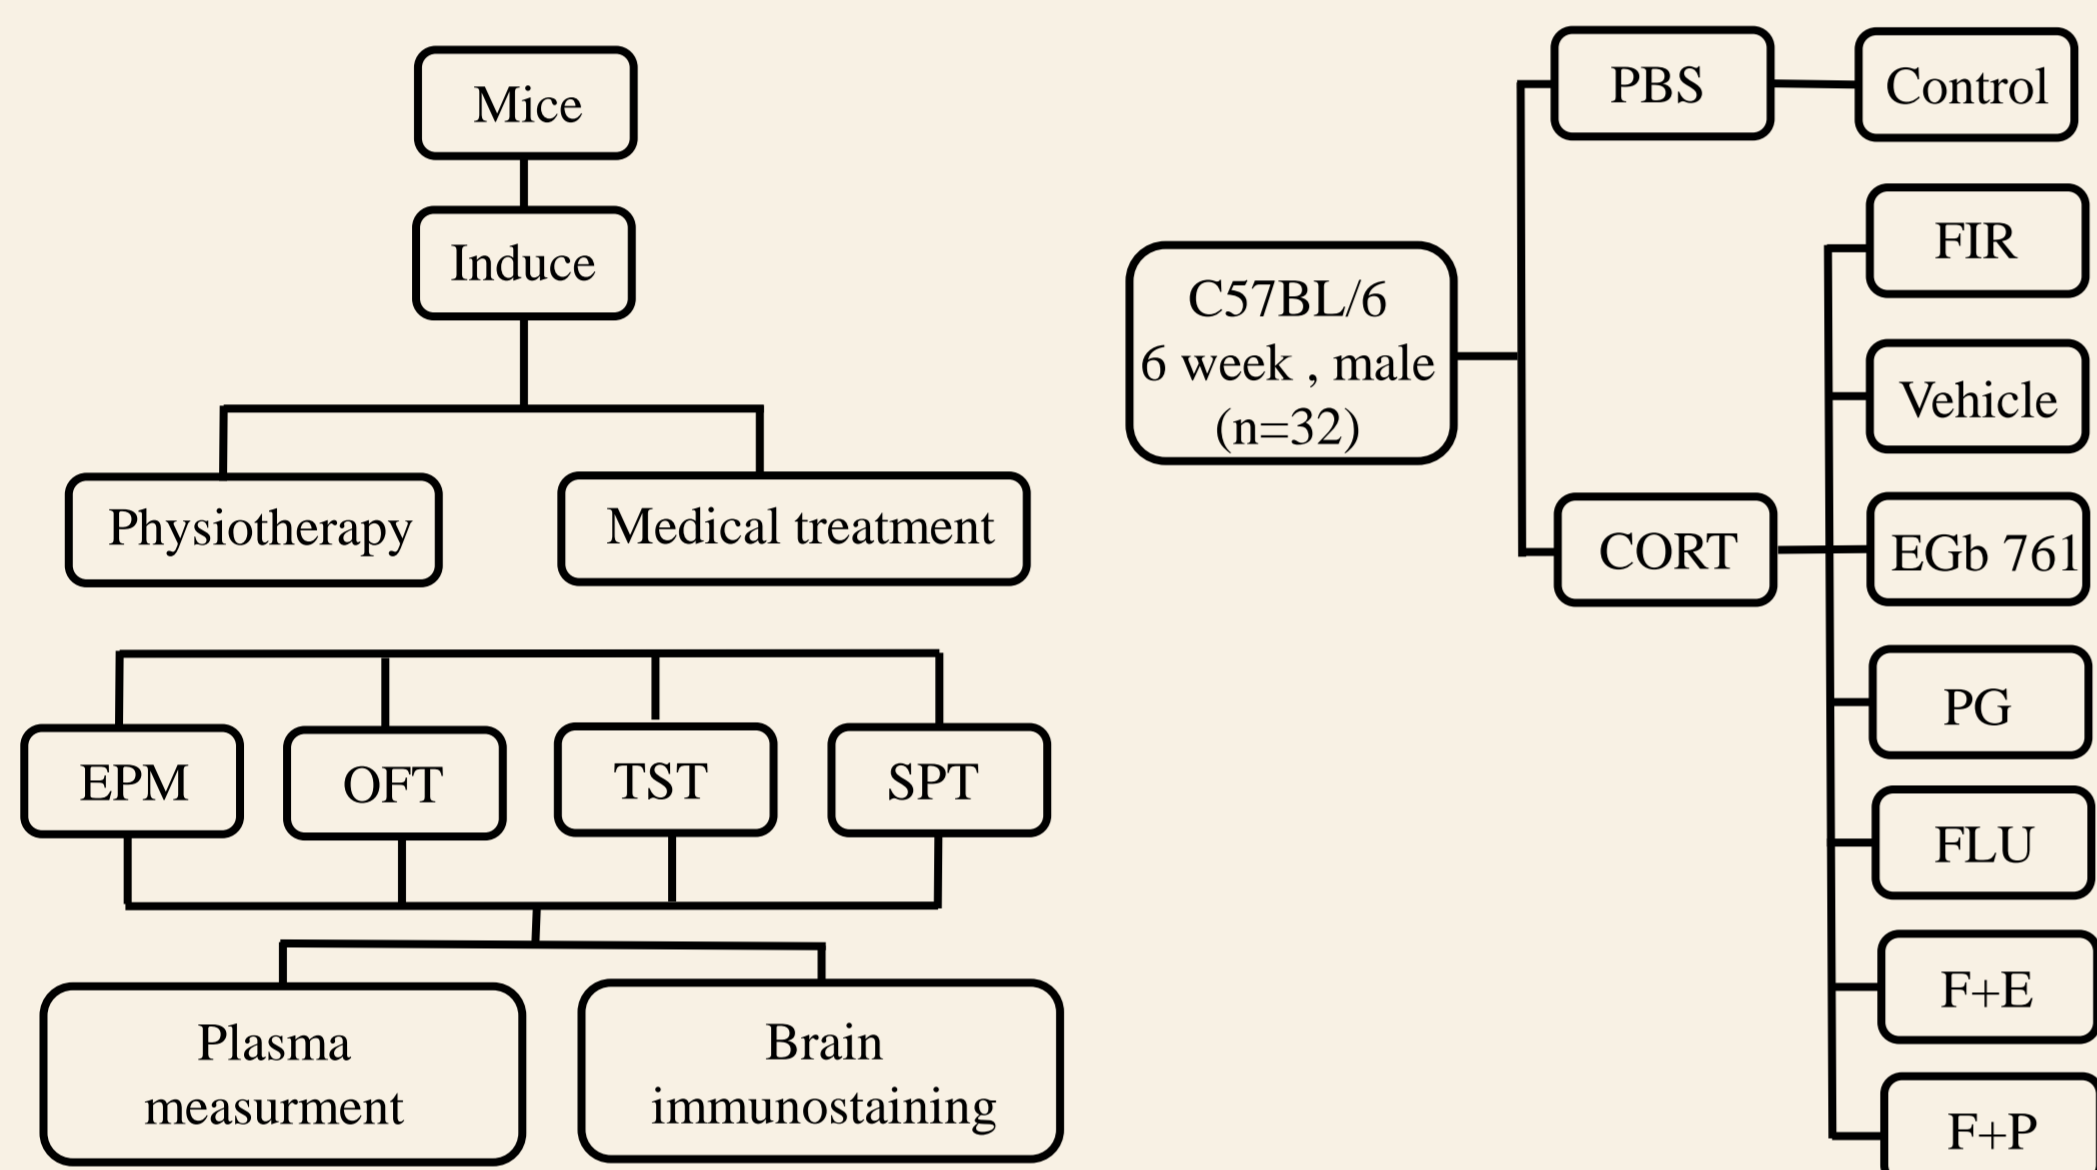 Mice
Induce
Physiotherapy
Medical treatment
EPM
OFT
TST
SPT
Plasma
measurment
Brain
immunostaining
C57BL/6
6 week , male
(n=32)
PBS
Control
CORT
FIR
Vehicle
EGb 761
PG
FLU
F+E
F+P